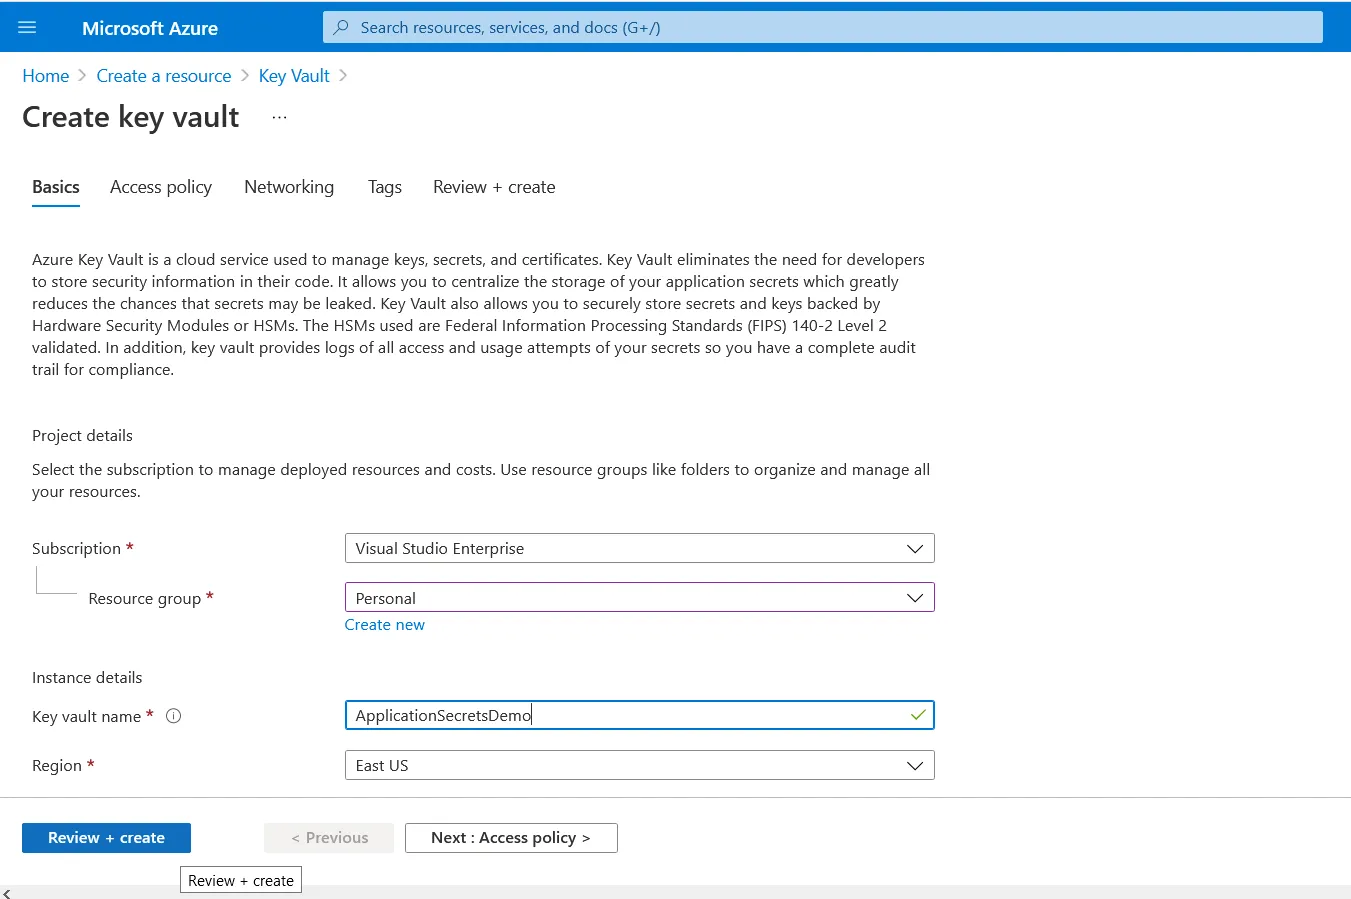 Microsoft Azure
Search resources, services, and docs (G+/)
Home > Create a resource > Key Vault >
Create key vault ...
Basics Access policy Networking Tags Review + create
Azure Key Vault is a cloud service used to manage keys, secrets, and certificates. Key Vault eliminates the need for developers
to store security information in their code. It allows you to centralize the storage of your application secrets which greatly
reduces the chances that secrets may be leaked. Key Vault also allows you to securely store secrets and keys backed by
Hardware Security Modules or HSMs. The HSMs used are Federal Information Processing Standards (FIPS) 140-2 Level 2
validated. In addition, key vault provides logs of all access and usage attempts of your secrets so you have a complete audit
trail for compliance.
Project details
Select the subscription to manage deployed resources and costs. Use resource groups like folders to organize and manage all
your resources.
Subscription * Visual Studio Enterprise
Resource group * Personal
Create new
Instance details
Key vault name * ApplicationSecretsDemo
Region * East US
Review + create < Previous Next : Access policy >
Review + create